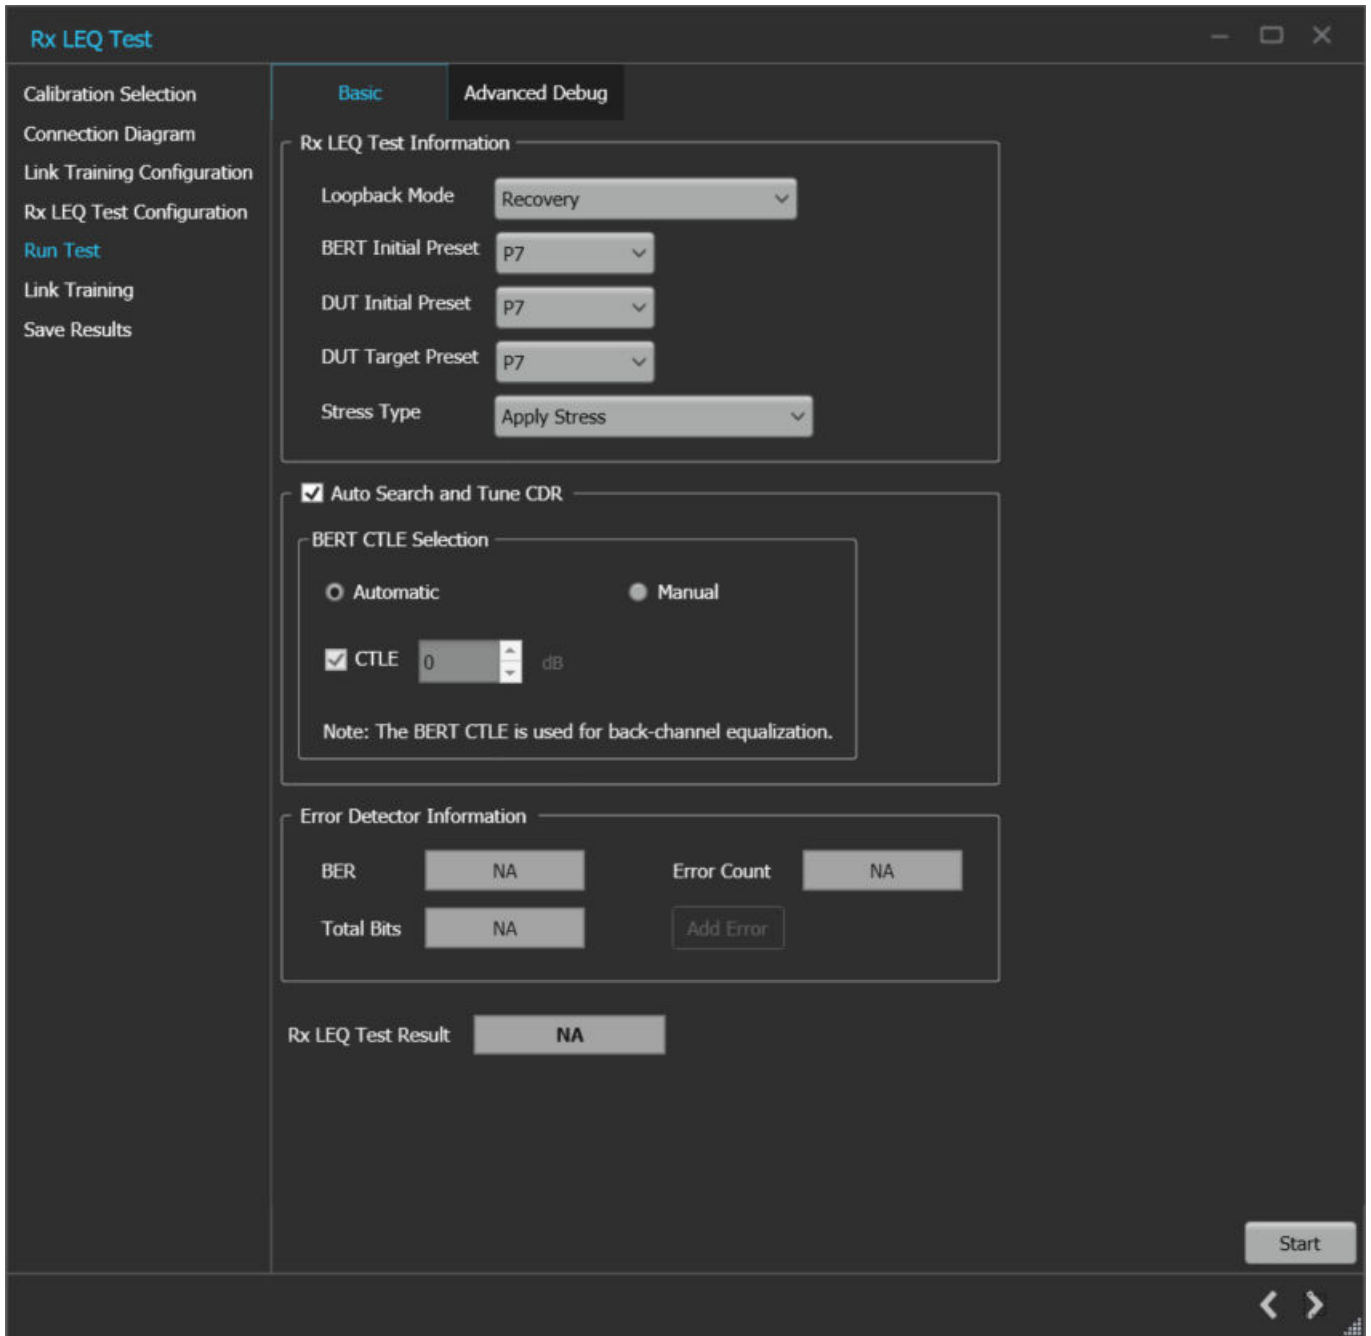 Rx LEQ Test
Calibration Selection
Connection Diagram
Link Training Configuration
Rx LEQ Test Configuration
Run Test
Link Training
Save Results
Basic
Advanced Debug
Rx LEQ Test Information
Loopback Mode
Recovery
BERT Initial Preset
P7
DUT Initial Preset
P7
DUT Target Preset
P7
Stress Type
Apply Stress
Auto Search and Tune CDR
BERT CTLE Selection
Automatic
Manual
CTLE
0
dB
Note: The BERT CTLE is used for back-channel equalization.
Error Detector Information
BER
NA
Error Count
NA
Total Bits
NA
Add Error
Rx LEQ Test Result
NA
Start